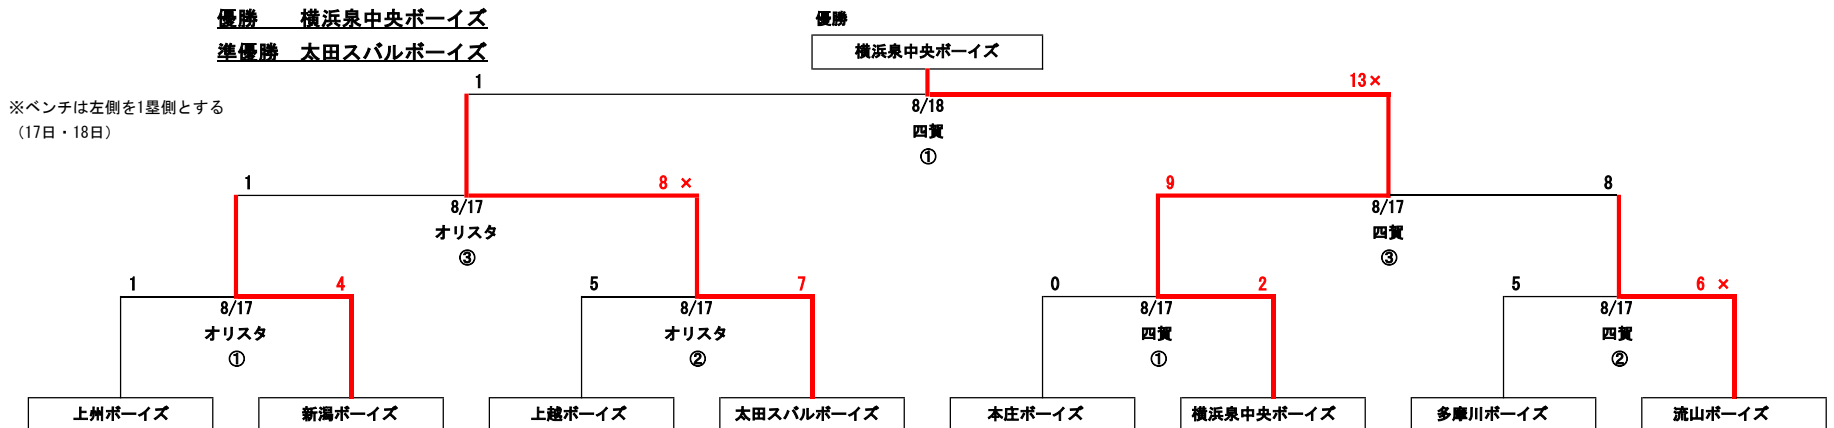 優勝　　横浜泉中央ボーイズ
準優勝　太田スバルボーイズ
優勝
横浜泉中央ボーイズ
※ベンチは左側を1塁側とする
（17日・18日）
1
13×
8/18
四賀
①
1
8 ×
8/17
オリスタ
③
9
8
8/17
四賀
③
1
4
8/17
オリスタ
①
5
7
8/17
オリスタ
②
0
2
8/17
四賀
①
5
6 ×
8/17
四賀
②
上州ボーイズ
新潟ボーイズ
上越ボーイズ
太田スバルボーイズ
本庄ボーイズ
横浜泉中央ボーイズ
多摩川ボーイズ
流山ボーイズ